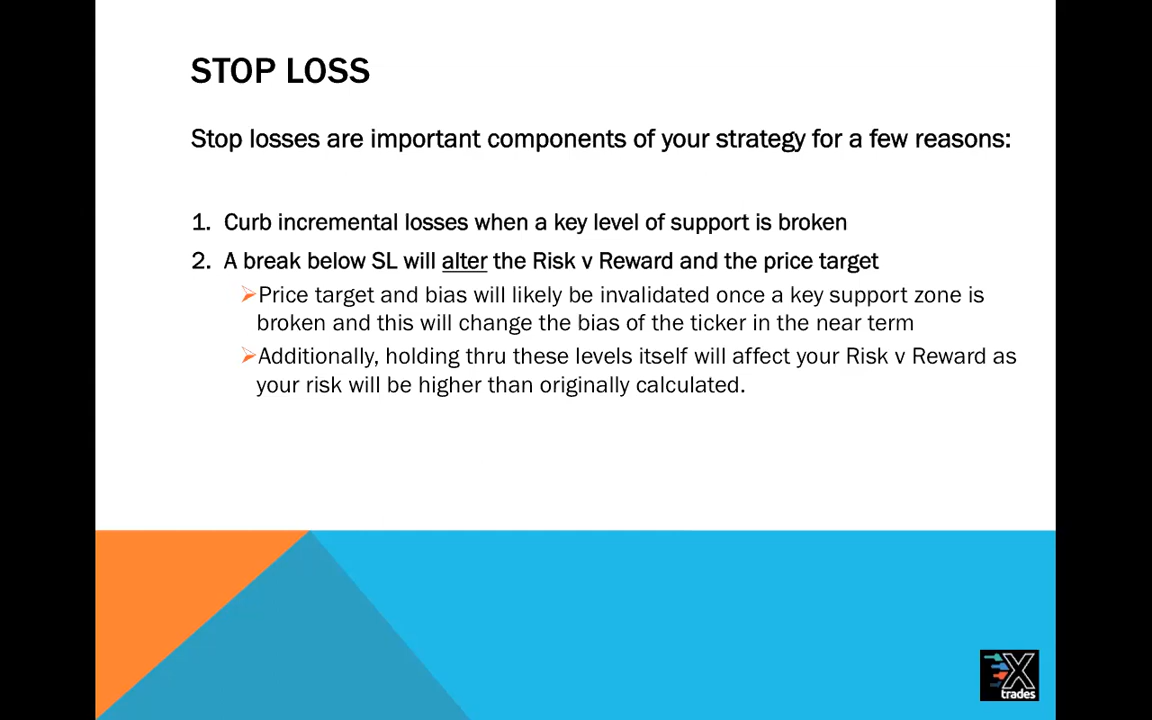 STOP LOSS
Stop losses are important components of your strategy for a few reasons:
1. Curb incremental losses when a key level of support is broken
2. A break below SL will alter the Risk v Reward and the price target
➢Price target and bias will likely be invalidated once a key support zone is
broken and this will change the bias of the ticker in the near term
➢Additionally, holding thru these levels itself will affect your Risk v Reward as
your risk will be higher than originally calculated.
X
trades